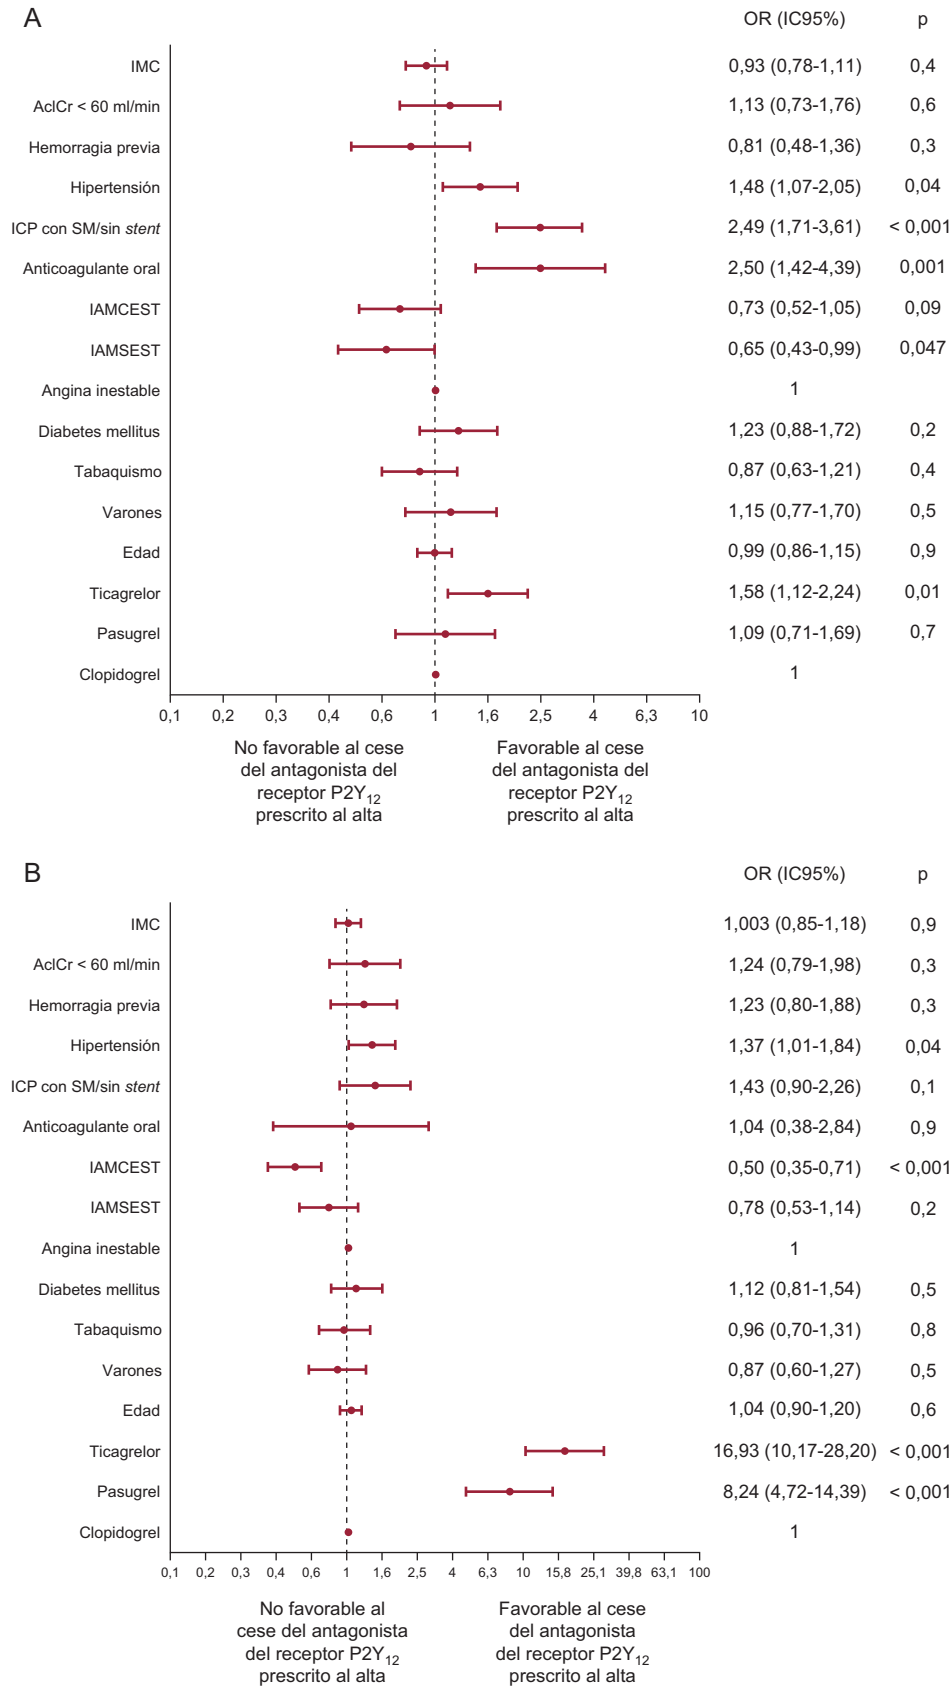 A
OR (IC95%) p
IMC 0,93 (0,78-1,11) 0,4
AclCr < 60 ml/min 1,13 (0,73-1,76) 0,6
Hemorragia previa 0,81 (0,48-1,36) 0,3
Hipertensión 1,48 (1,07-2,05) 0,04
ICP con SM/sin stent 2,49 (1,71-3,61) < 0,001
Anticoagulante oral 2,50 (1,42-4,39) 0,001
IAMCEST 0,73 (0,52-1,05) 0,09
IAMSEST 0,65 (0,43-0,99) 0,047
Angina inestable 1
Diabetes mellitus 1,23 (0,88-1,72) 0,2
Tabaquismo 0,87 (0,63-1,21) 0,4
Varones 1,15 (0,77-1,70) 0,5
Edad 0,99 (0,86-1,15) 0,9
Ticagrelor 1,58 (1,12-2,24) 0,01
Pasugrel 1,09 (0,71-1,69) 0,7
Clopidogrel 1
0,1 0,2 0,3 0,4 0,6 1 1,6 2,5 4 6,3 10
No favorable al cese
del antagonista del
receptor P2Y12
prescrito al alta
Favorable al cese
del antagonista del
receptor P2Y12
prescrito al alta
B
OR (IC95%) p
IMC 1,003 (0,85-1,18) 0,9
AclCr < 60 ml/min 1,24 (0,79-1,98) 0,3
Hemorragia previa 1,23 (0,80-1,88) 0,3
Hipertensión 1,37 (1,01-1,84) 0,04
ICP con SM/sin stent 1,43 (0,90-2,26) 0,1
Anticoagulante oral 1,04 (0,38-2,84) 0,9
IAMCEST 0,50 (0,35-0,71) < 0,001
IAMSEST 0,78 (0,53-1,14) 0,2
Angina inestable 1
Diabetes mellitus 1,12 (0,81-1,54) 0,5
Tabaquismo 0,96 (0,70-1,31) 0,8
Varones 0,87 (0,60-1,27) 0,5
Edad 1,04 (0,90-1,20) 0,6
Ticagrelor 16,93 (10,17-28,20) < 0,001
Pasugrel 8,24 (4,72-14,39) < 0,001
Clopidogrel 1
0,1 0,2 0,3 0,6 1 1,6 2,5 4 6,3 10 15,8 25,1 39,8 63,1 100
No favorable al
cese del antagonista
del receptor P2Y12
prescrito al alta
Favorable al cese
del antagonista
del receptor P2Y12
prescrito al alta